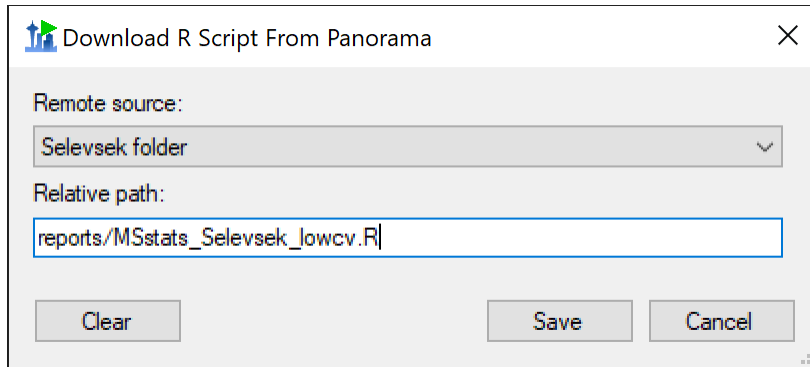 Download R Script From Panorama
Remote source:
Selevsek folder
Relative path:
reports/MSstats_Selevsek_lowcv.R
Clear Save Cancel